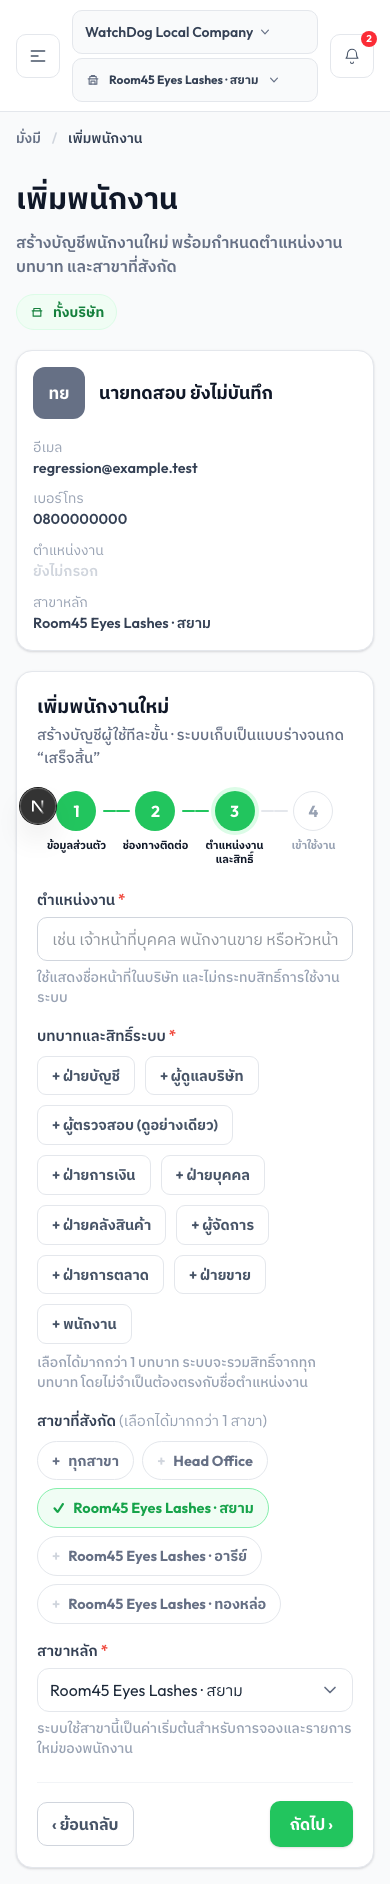 WatchDog Local Company
Room45 Eyes Lashes · สยาม
2
มั่งมี / เพิ่มพนักงาน
เพิ่มพนักงาน
สร้างบัญชีพนักงานใหม่ พร้อมกำหนดตำแหน่งงาน
บทบาท และสาขาที่สังกัด
ทั้งบริษัท
ทย
นายทดสอบ ยังไม่บันทึก
อีเมล
regression@example.test
เบอร์โทร
0800000000
ตำแหน่งงาน
ยังไม่กรอก
สาขาหลัก
Room45 Eyes Lashes · สยาม
เพิ่มพนักงานใหม่
สร้างบัญชีผู้ใช้ทีละขั้น · ระบบเก็บเป็นแบบร่างจนกด
“เสร็จสิ้น”
N
1 2 3 4
ข้อมูลส่วนตัว ช่องทางติดต่อ ตำแหน่งงาน เข้าใช้งาน
และสิทธิ์
ตำแหน่งงาน *
เช่น เจ้าหน้าที่บุคคล พนักงานขาย หรือหัวหน้า
ใช้แสดงชื่อหน้าที่ในบริษัท และไม่กระทบสิทธิ์การใช้งาน
ระบบ
บทบาทและสิทธิ์ระบบ *
+ ฝ่ายบัญชี + ผู้ดูแลบริษัท
+ ผู้ตรวจสอบ (ดูอย่างเดียว)
+ ฝ่ายการเงิน + ฝ่ายบุคคล
+ ฝ่ายคลังสินค้า + ผู้จัดการ
+ ฝ่ายการตลาด + ฝ่ายขาย
+ พนักงาน
เลือกได้มากกว่า 1 บทบาท ระบบจะรวมสิทธิ์จากทุก
บทบาท โดยไม่จำเป็นต้องตรงกับชื่อตำแหน่งงาน
สาขาที่สังกัด (เลือกได้มากกว่า 1 สาขา)
+ ทุกสาขา + Head Office
✓ Room45 Eyes Lashes · สยาม
+ Room45 Eyes Lashes · อารีย์
+ Room45 Eyes Lashes · ทองหล่อ
สาขาหลัก *
Room45 Eyes Lashes · สยาม
ระบบใช้สาขานี้เป็นค่าเริ่มต้นสำหรับการจองและรายการ
ใหม่ของพนักงาน
‹ ย้อนกลับ ถัดไป ›